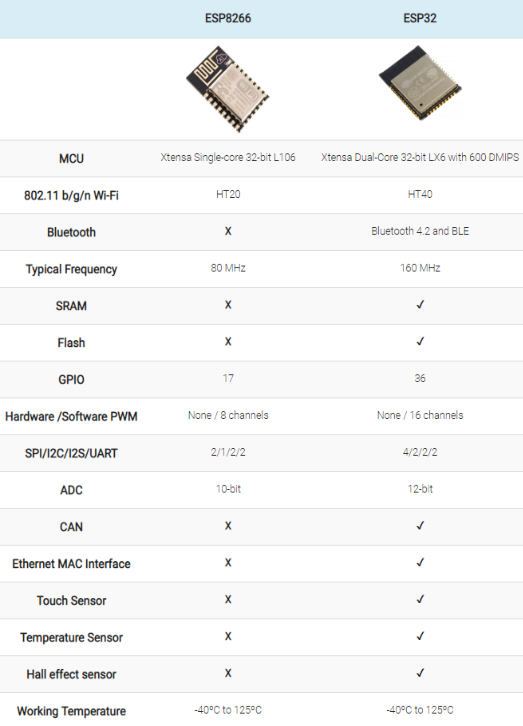 ESP8266 ESP32
MCU Xtensa Single-core 32-bit L106 Xtensa Dual-Core 32-bit LX6 with 600 DMIPS
802.11 b/g/n Wi-Fi HT20 HT40
Bluetooth X Bluetooth 4.2 and BLE
Typical Frequency 80 MHz 160 MHz
SRAM X ✓
Flash X ✓
GPIO 17 36
Hardware /Software PWM None / 8 channels None / 16 channels
SPI/I2C/I2S/UART 2/1/2/2 4/2/2/2
ADC 10-bit 12-bit
CAN X ✓
Ethernet MAC Interface X ✓
Touch Sensor X ✓
Temperature Sensor X ✓
Hall effect sensor X ✓
Working Temperature -40ºC to 125ºC -40ºC to 125ºC